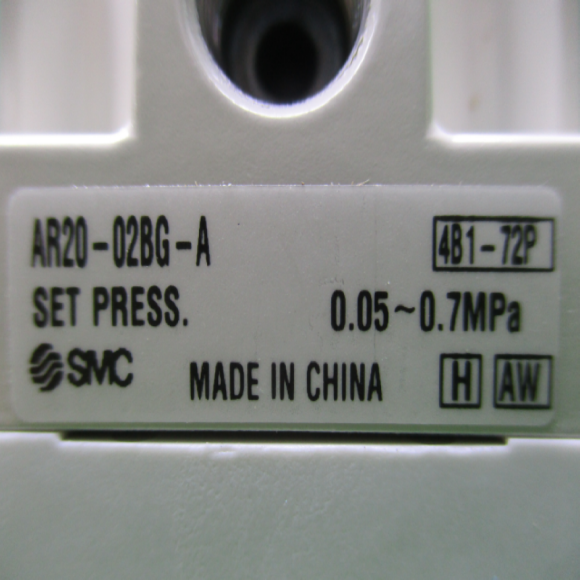 AR20-02BG-A 4B1-72P
SET PRESS. 0.05~0.7MPa
SMC MADE IN CHINA H AW